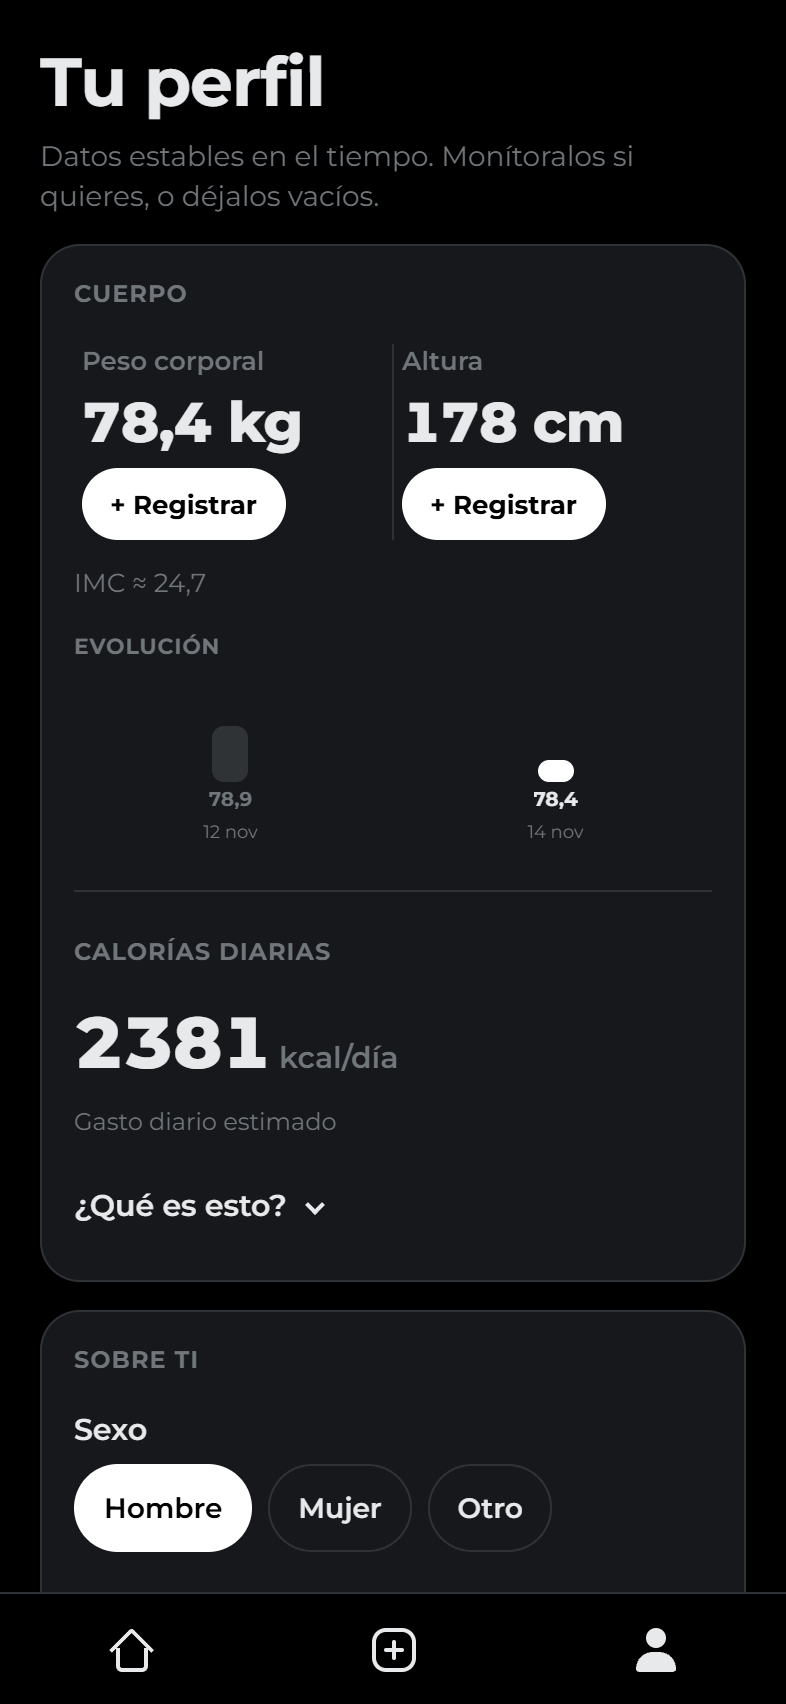 Tu perfil
Datos estables en el tiempo. Monítoralos si
quieres, o déjalos vacíos.
CUERPO
Peso corporal
78,4 kg
+ Registrar
Altura
178 cm
+ Registrar
IMC ≈ 24,7
EVOLUCIÓN
78,9
12 nov
78,4
14 nov
CALORÍAS DIARIAS
2381 kcal/día
Gasto diario estimado
¿Qué es esto?
SOBRE TI
Sexo
Hombre Mujer Otro